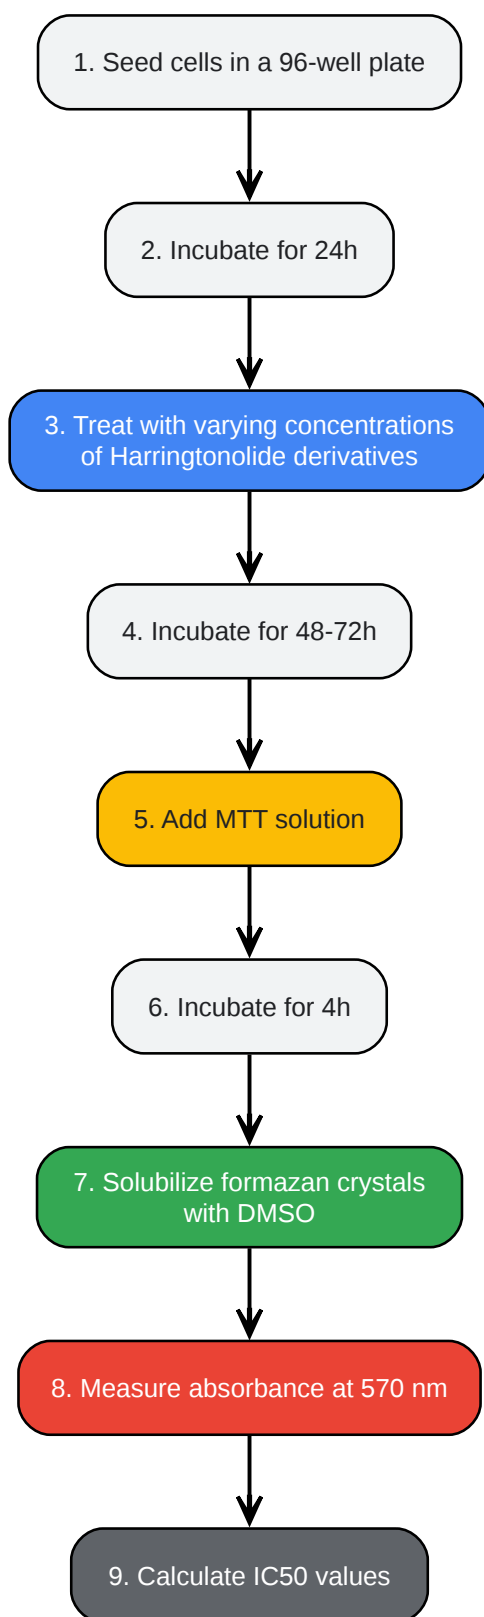 1. Seed cells in a 96-well plate
2. Incubate for 24h
3. Treat with varying concentrations
of Harringtonolide derivatives
4. Incubate for 48-72h
5. Add MTT solution
6. Incubate for 4h
7. Solubilize formazan crystals
with DMSO
8. Measure absorbance at 570 nm
9. Calculate IC50 values